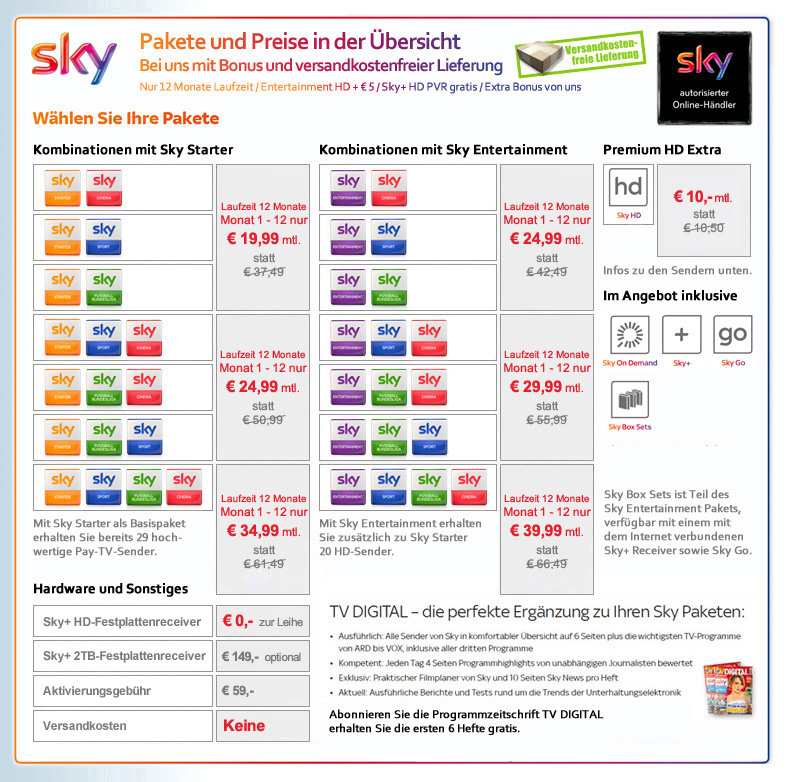 sky
Pakete und Preise in der Übersicht
Bei uns mit Bonus und versandkostenfreier Lieferung
Nur 12 Monate Laufzeit / Entertainment HD + € 5 / Sky+ HD PVR gratis / Extra Bonus von uns
Versandkosten-
freie Lieferung
sky
autorisierter
Online-Händler
Wählen Sie Ihre Pakete
Kombinationen mit Sky Starter
sky sky
STARTER CINEMA
sky sky
STARTER SPORT
sky sky
STARTER FUSSBALL BUNDESLIGA
Laufzeit 12 Monate
Monat 1 - 12 nur
€ 19,99 mtl.
statt
€ 37,49
sky sky sky
STARTER SPORT CINEMA
sky sky sky
STARTER FUSSBALL BUNDESLIGA CINEMA
sky sky sky
STARTER FUSSBALL BUNDESLIGA SPORT
Laufzeit 12 Monate
Monat 1 - 12 nur
€ 24,99 mtl.
statt
€ 50,99
sky sky sky sky
STARTER SPORT FUSSBALL BUNDESLIGA CINEMA
Laufzeit 12 Monate
Monat 1 - 12 nur
€ 34,99 mtl.
statt
€ 61,49
Mit Sky Starter als Basispaket
erhalten Sie bereits 29 hoch-
wertige Pay-TV-Sender.
Kombinationen mit Sky Entertainment
sky sky
ENTERTAINMENT CINEMA
sky sky
ENTERTAINMENT SPORT
sky sky
ENTERTAINMENT FUSSBALL BUNDESLIGA
Laufzeit 12 Monate
Monat 1 - 12 nur
€ 24,99 mtl.
statt
€ 42,49
sky sky sky
ENTERTAINMENT SPORT CINEMA
sky sky sky
ENTERTAINMENT FUSSBALL BUNDESLIGA CINEMA
sky sky sky
ENTERTAINMENT FUSSBALL BUNDESLIGA SPORT
Laufzeit 12 Monate
Monat 1 - 12 nur
€ 29,99 mtl.
statt
€ 55,99
sky sky sky sky
ENTERTAINMENT SPORT FUSSBALL BUNDESLIGA CINEMA
Laufzeit 12 Monate
Monat 1 - 12 nur
€ 39,99 mtl.
statt
€ 66,49
Mit Sky Entertainment erhalten
Sie zusätzlich zu Sky Starter
20 HD-Sender.
Premium HD Extra
hd
Sky HD
€ 10,- mtl.
statt
€ 10,50
Infos zu den Sendern unten.
Im Angebot inklusive
+ go
Sky On Demand Sky+ Sky Go
Sky Box Sets
Sky Box Sets ist Teil des
Sky Entertainment Pakets,
verfügbar mit einem mit
dem Internet verbundenen
Sky+ Receiver sowie Sky Go.
Hardware und Sonstiges
Sky+ HD-Festplattenreceiver € 0,- zur Leihe
Sky+ 2TB-Festplattenreceiver € 149,- optional
Aktivierungsgebühr € 59,-
Versandkosten Keine
TV DIGITAL – die perfekte Ergänzung zu Ihren Sky Paketen:
• Ausführlich: Alle Sender von Sky in komfortabler Übersicht auf 6 Seiten plus die wichtigsten TV-Programme
von ARD bis VOX, inklusive aller dritten Programme
• Kompetent: Jeden Tag 4 Seiten Programmhighlights von unabhängigen Journalisten bewertet
• Exklusiv: Praktischer Filmplaner von Sky und 10 Seiten Sky News pro Heft
• Aktuell: Ausführliche Berichte und Tests rund um die Trends der Unterhaltungselektronik
DIGITAL
Abonnieren Sie die Programmzeitschrift TV DIGITAL
erhalten Sie die ersten 6 Hefte gratis.